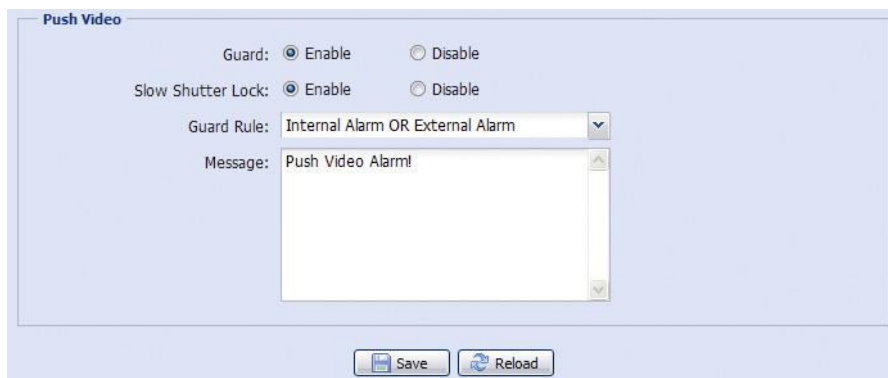 Push Video
Guard: Enable Disable
Slow Shutter Lock: Enable Disable
Guard Rule: Internal Alarm OR External Alarm
Message: Push Video Alarm!
Save Reload